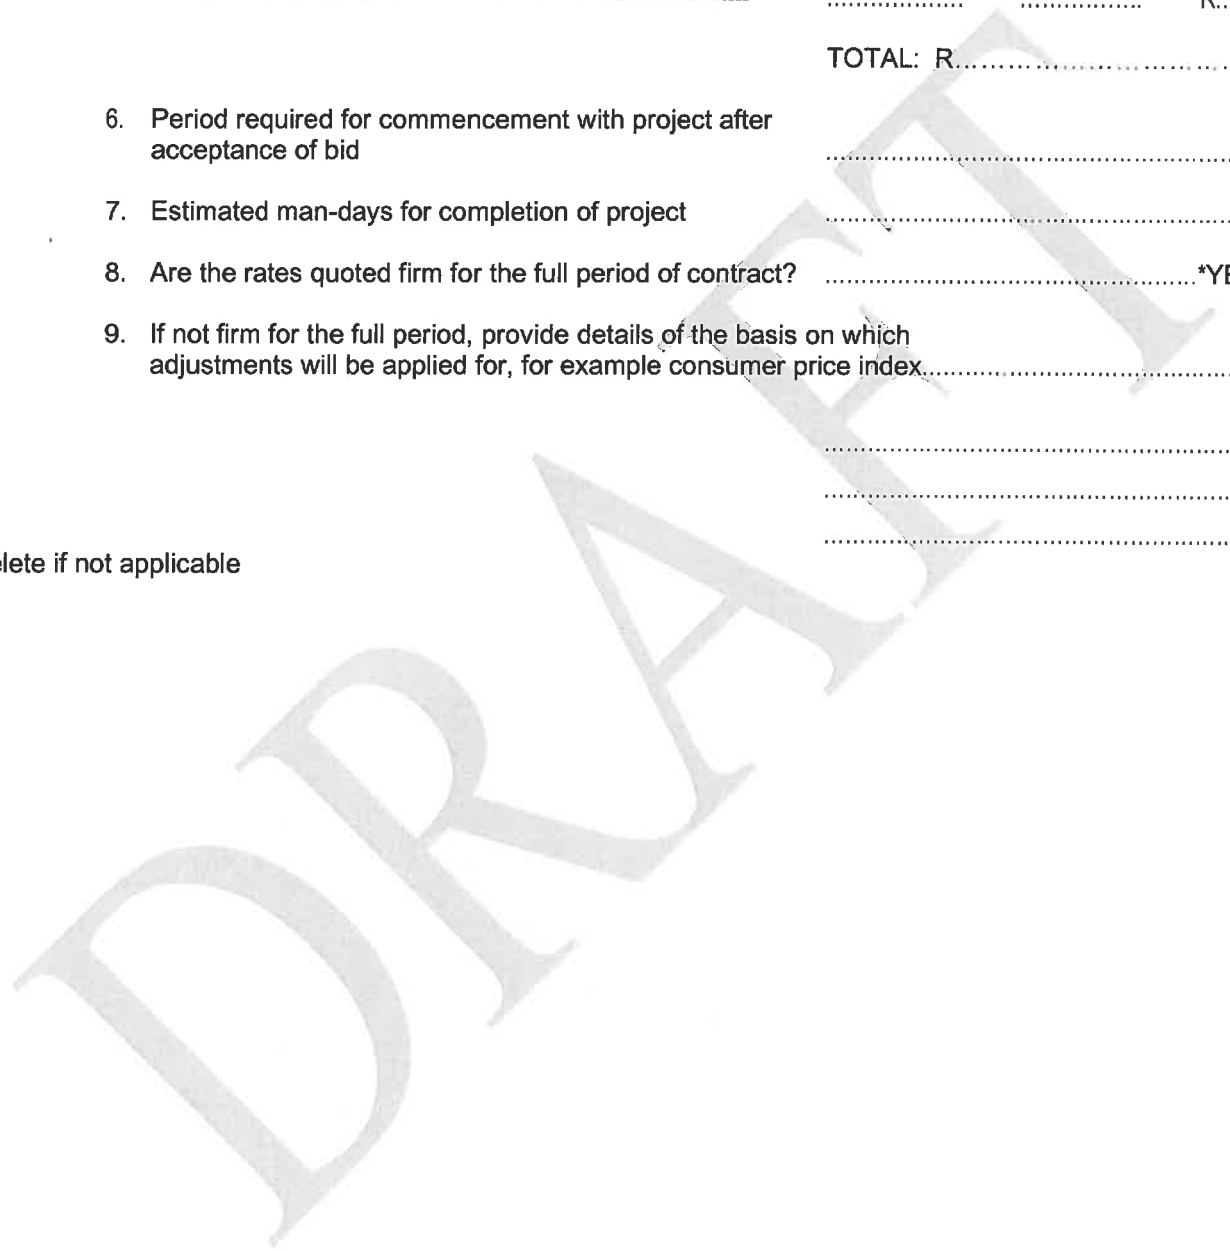 R..
TOTAL: R..................................
6. Period required for commencement with project after
acceptance of bid ..........................................................
7. Estimated man-days for completion of project ..........................................................
8. Are the rates quoted firm for the full period of contract? ..........................................................*YE
9. If not firm for the full period, provide details of the basis on which
adjustments will be applied for, for example consumer price index............................................
..........................................................
..........................................................
..........................................................
lete if not applicable
DRAFT